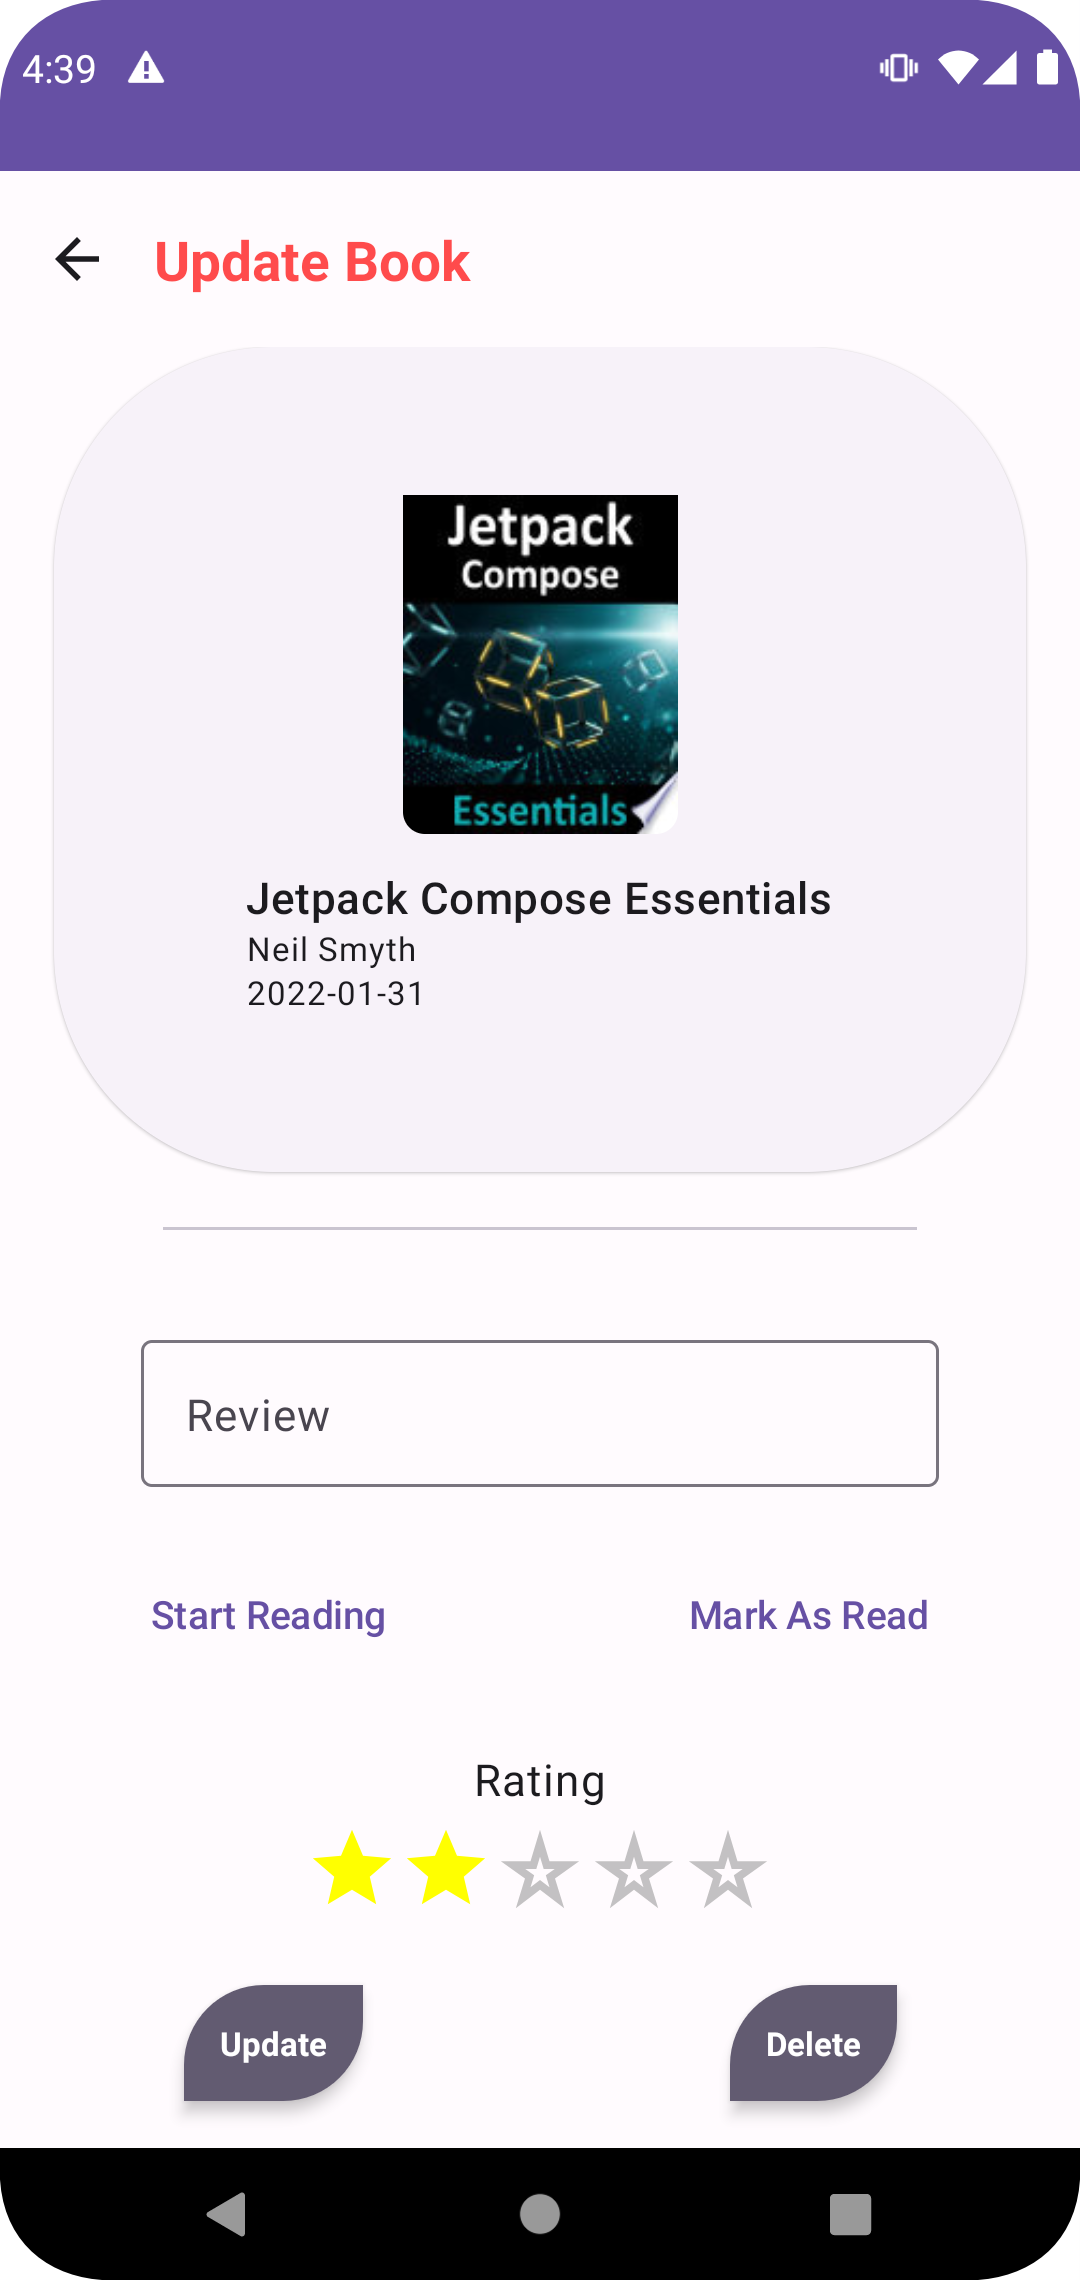 4:39
Update Book
Jetpack
Compose
Essentials
Jetpack Compose Essentials
Neil Smyth
2022-01-31
Review
Start Reading
Mark As Read
Rating
Update
Delete